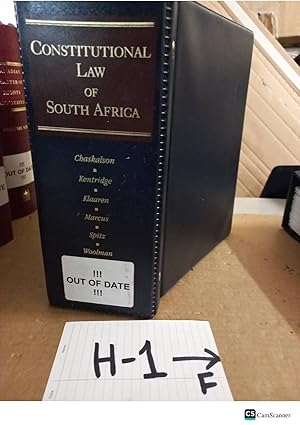 CONSTITUTIONAL
LAW
OF
SOUTH AFRICA
Chaskalson
Kentridge
Klaaren
Marcus
Spitz
Woolman
!!!
OUT OF DATE
!!!
!!!
OUT OF DATE
!!!
H-1 →
F
CS CamScanner